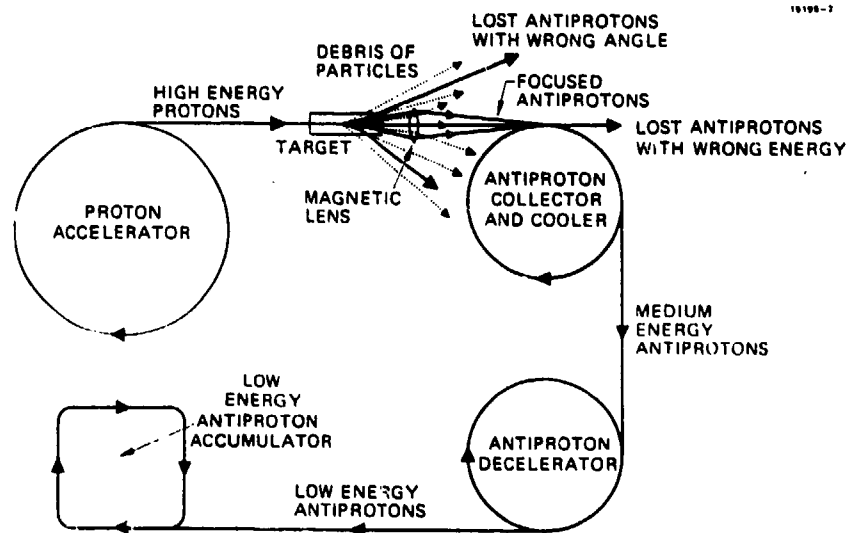 15195-7
LOST ANTIPROTONS
WITH WRONG ANGLE
DEBRIS OF
PARTICLES
FOCUSED
ANTIPROTONS
HIGH ENERGY
PROTONS
LOST ANTIPROTONS
WITH WRONG ENERGY
TARGET
MAGNETIC
LENS
ANTIPROTON
COLLECTOR
AND COOLER
PROTON
ACCELERATOR
MEDIUM
ENERGY
ANTIPROTONS
LOW
ENERGY
ANTIPROTON
ACCUMULATOR
ANTIPROTON
DECELERATOR
LOW ENERGY
ANTIPROTONS